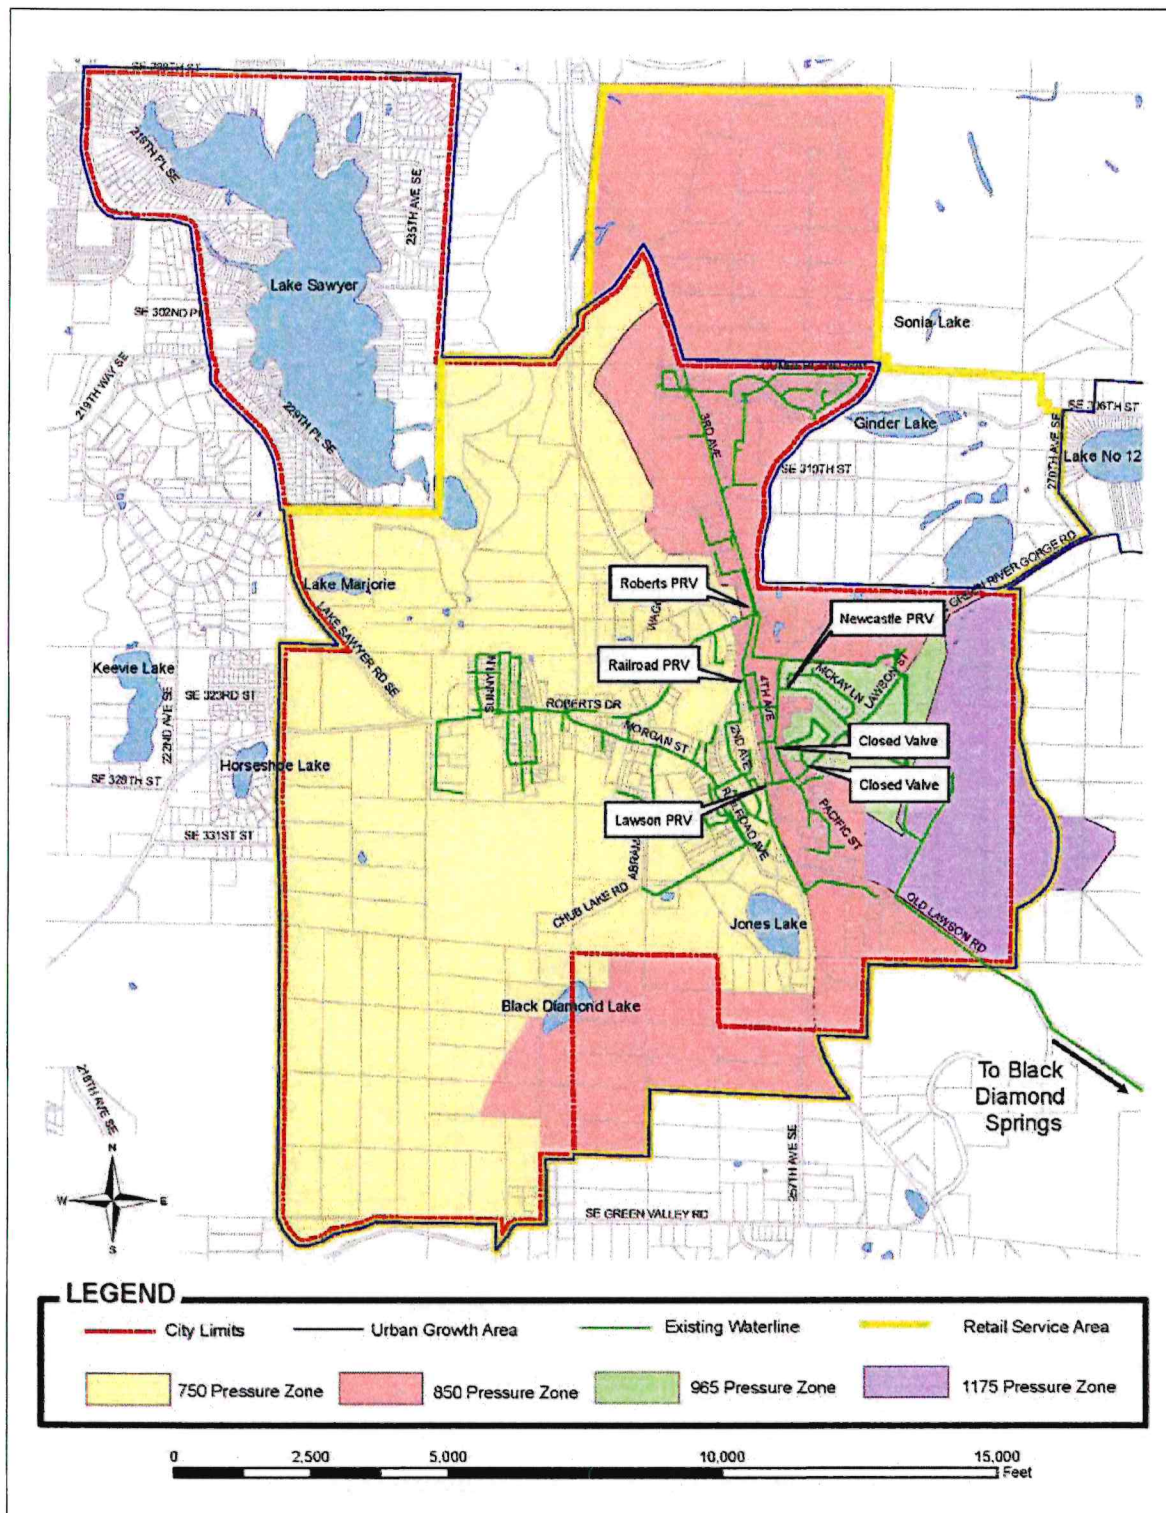 219TH PL SE
235TH AVE SE
Lake Sawyer
SE 302ND
Sonia Lake
219TH WAY SE
229TH PL SE
3RD AVE
SE 306TH ST
Ginder Lake
Lake No 12
SE 310TH ST
270TH AVE SE
GREEN RIVER GORGE RD
Lake Marjorie
Roberts PRV
Newcastle PRV
LAKE SAWYER RD SE
Keevie Lake
Railroad PRV
MCKAY LN
LAWSON ST
SE 323RD ST
222ND AVE SE
SUNNY LN
ROBERTS DR
4TH AVE
MORGAN ST
2ND AVE
Closed Valve
Horseshoe Lake
SE 328TH ST
Closed Valve
Lawson PRV
RAILROAD AVE
PACIFIC ST
SE 331ST ST
ABRAM
CHUB LAKE RD
Jones Lake
OLD LAWSON RD
Black Diamond Lake
To Black
Diamond
Springs
218TH AVE SE
N
W E
S
257TH AVE SE
SE GREEN VALLEY RD
LEGEND
City Limits Urban Growth Area Existing Waterline Retail Service Area
750 Pressure Zone 850 Pressure Zone 965 Pressure Zone 1175 Pressure Zone
0 2,500 5,000 10,000 15,000
Feet